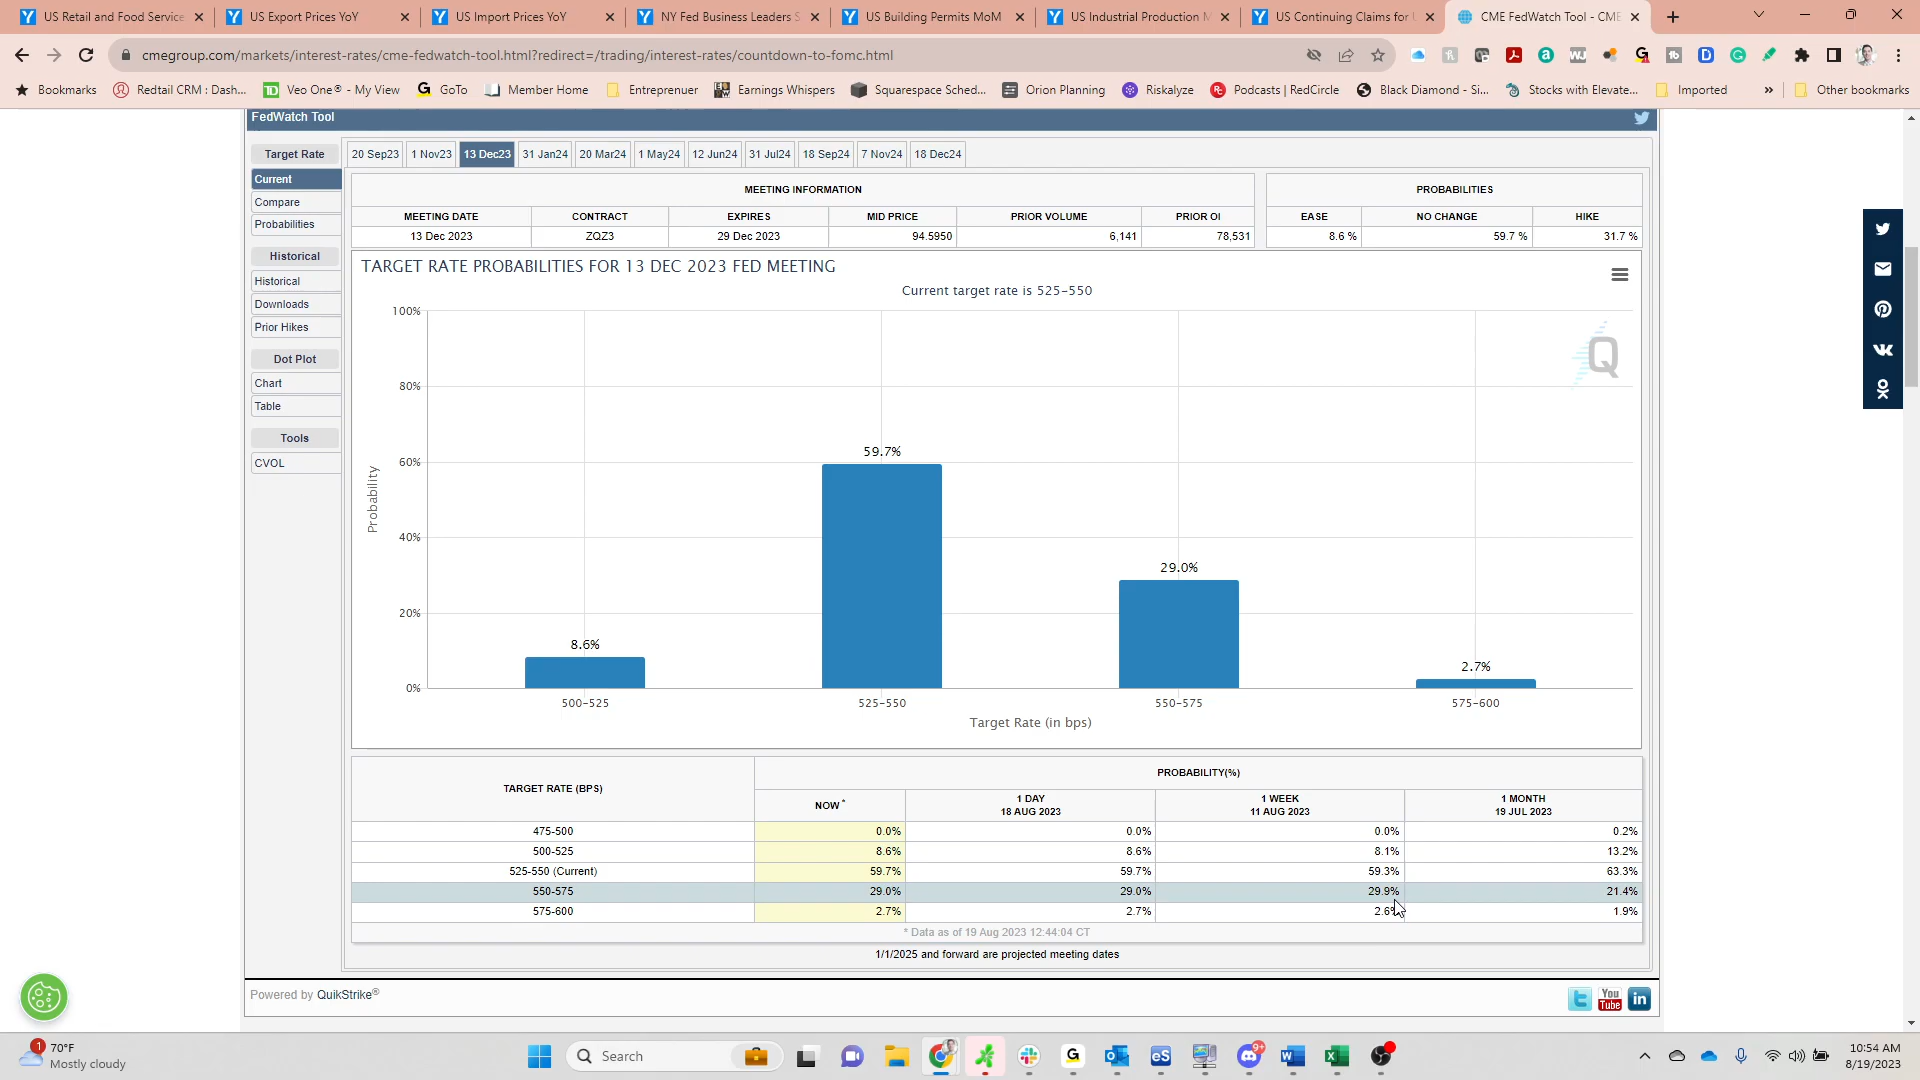 US Retail and Food Service
US Export Prices YoY
US Import Prices YoY
NY Fed Business Leaders S
US Building Permits MoM
US Industrial Production M
US Continuing Claims for
CME FedWatch Tool - CME
cmegroup.com/markets/interest-rates/cme-fedwatch-tool.html?redirect=/trading/interest-rates/countdown-to-fomc.html
Bookmarks
Redtail CRM : Dash...
Veo One® - My View
GoTo
Member Home
Entreprenuer
Earnings Whispers
Squarespace Sched...
Orion Planning
Riskalyze
Podcasts | RedCircle
Black Diamond - Si...
Stocks with Elevate...
Imported
»
Other bookmarks
FedWatch Tool
Target Rate
Current
Compare
Probabilities
Historical
Historical
Downloads
Prior Hikes
Dot Plot
Chart
Table
Tools
CVOL
20 Sep23 1 Nov23 13 Dec23 31 Jan24 20 Mar24 1 May24 12 Jun24 31 Jul24 18 Sep24 7 Nov24 18 Dec24
MEETING INFORMATION
MEETING DATE CONTRACT EXPIRES MID PRICE PRIOR VOLUME PRIOR OI
13 Dec 2023 ZQZ3 29 Dec 2023 94.5950 6,141 78,531
PROBABILITIES
EASE NO CHANGE HIKE
8.6 % 59.7 % 31.7 %
TARGET RATE PROBABILITIES FOR 13 DEC 2023 FED MEETING
Current target rate is 525-550
Q
Probability
100%
80%
60%
40%
20%
0%
8.6%
59.7%
29.0%
2.7%
500-525 525-550 550-575 575-600
Target Rate (in bps)
TARGET RATE (BPS) PROBABILITY(%)
NOW * 1 DAY 1 WEEK 1 MONTH
18 AUG 2023 11 AUG 2023 19 JUL 2023
475-500 0.0% 0.0% 0.0% 0.2%
500-525 8.6% 8.6% 8.1% 13.2%
525-550 (Current) 59.7% 59.7% 59.3% 63.3%
550-575 29.0% 29.0% 29.9% 21.4%
575-600 2.7% 2.7% 2.6% 1.9%
* Data as of 19 Aug 2023 12:44:04 CT
1/1/2025 and forward are projected meeting dates
Powered by QuikStrike®
You
Tube
in
1
70°F
Mostly cloudy
Search
G
eS
9+
10:54 AM
8/19/2023